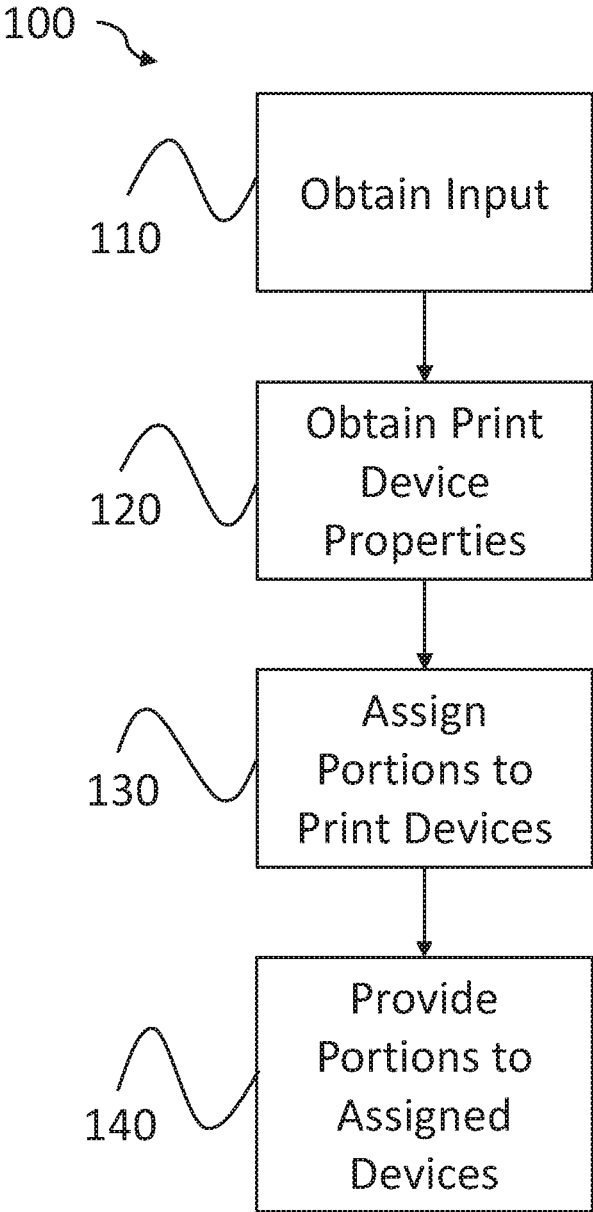 100
Obtain Input
110
Obtain Print
Device
Properties
120
Assign
Portions to
Print Devices
130
Provide
Portions to
Assigned
Devices
140